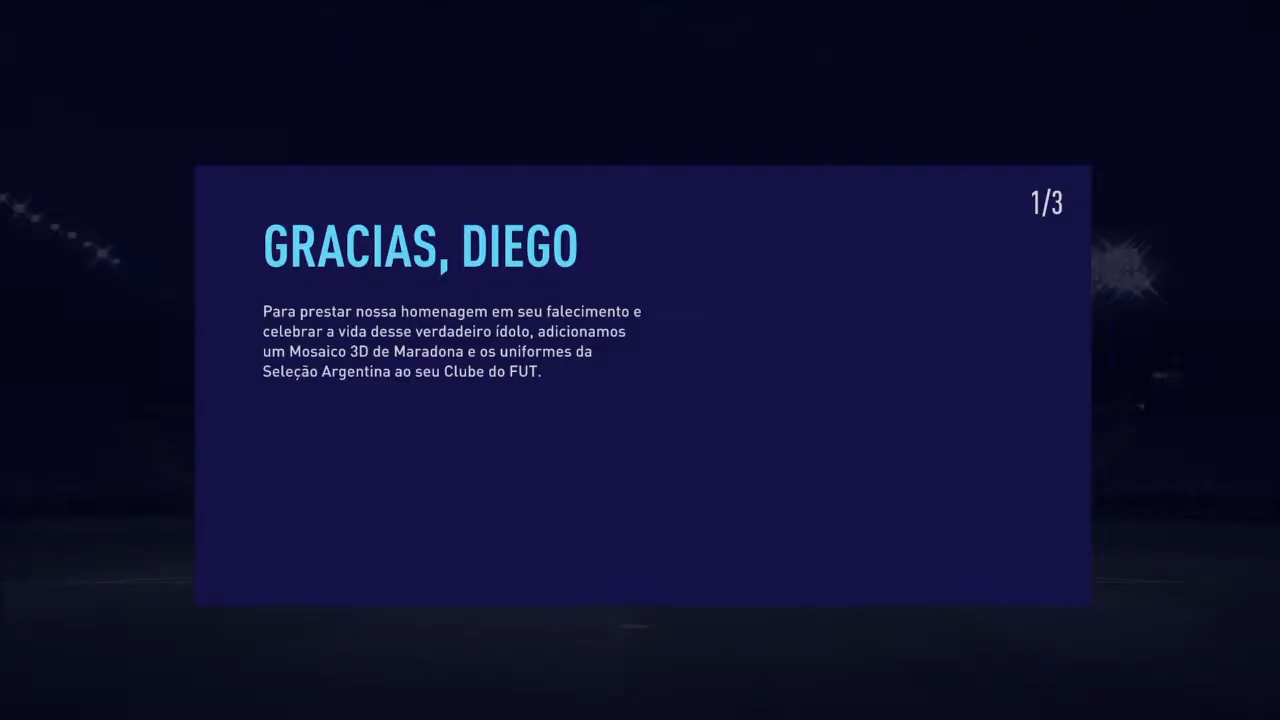 1/3
GRACIAS, DIEGO
Para prestar nossa homenagem em seu falecimento e
celebrar a vida desse verdadeiro ídolo, adicionamos
um Mosaico 3D de Maradona e os uniformes da
Seleção Argentina ao seu Clube do FUT.